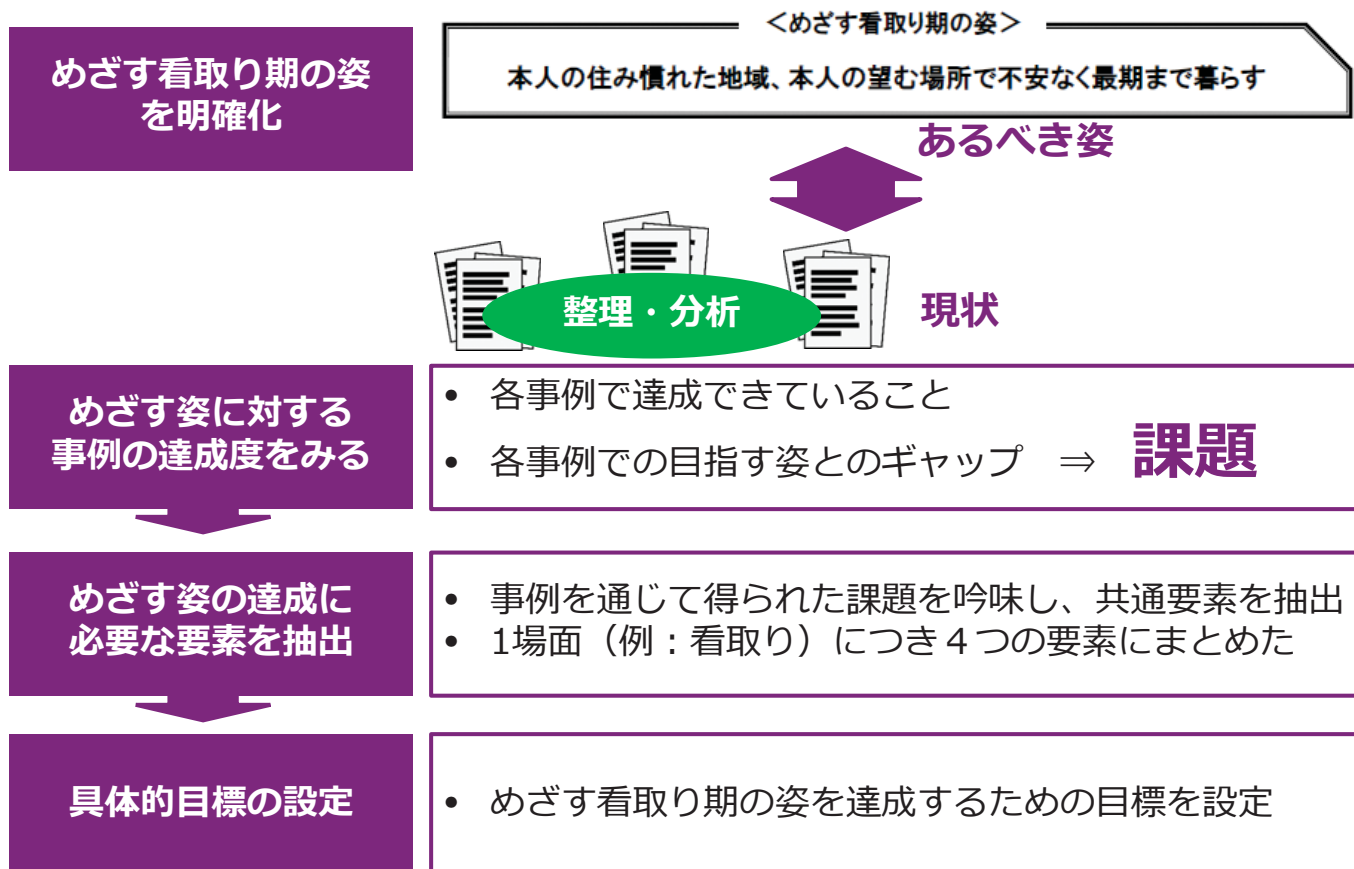 めざす看取り期の姿
を明確化
＜めざす看取り期の姿＞
本人の住み慣れた地域、本人の望む場所で不安なく最期まで暮らす
あるべき姿
整理・分析
現状
めざす姿に対する
事例の達成度をみる
• 各事例で達成できていること
• 各事例での目指す姿とのギャップ ⇒ 課題
めざす姿の達成に
必要な要素を抽出
• 事例を通じて得られた課題を吟味し、共通要素を抽出
• 1場面（例：看取り）につき４つの要素にまとめた
具体的目標の設定
• めざす看取り期の姿を達成するための目標を設定